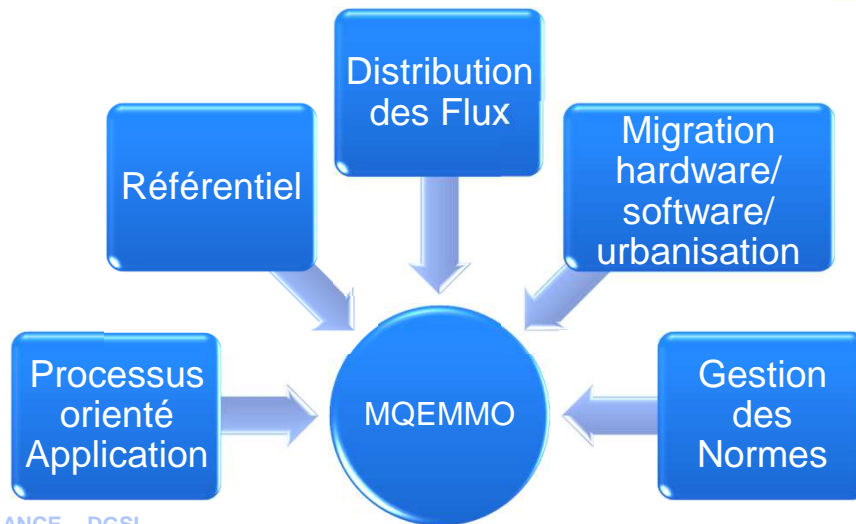 Distribution
des Flux
Référentiel
Migration
hardware/
software/
urbanisation
Processus
orienté
Application
MQEMMO
Gestion
des
Normes